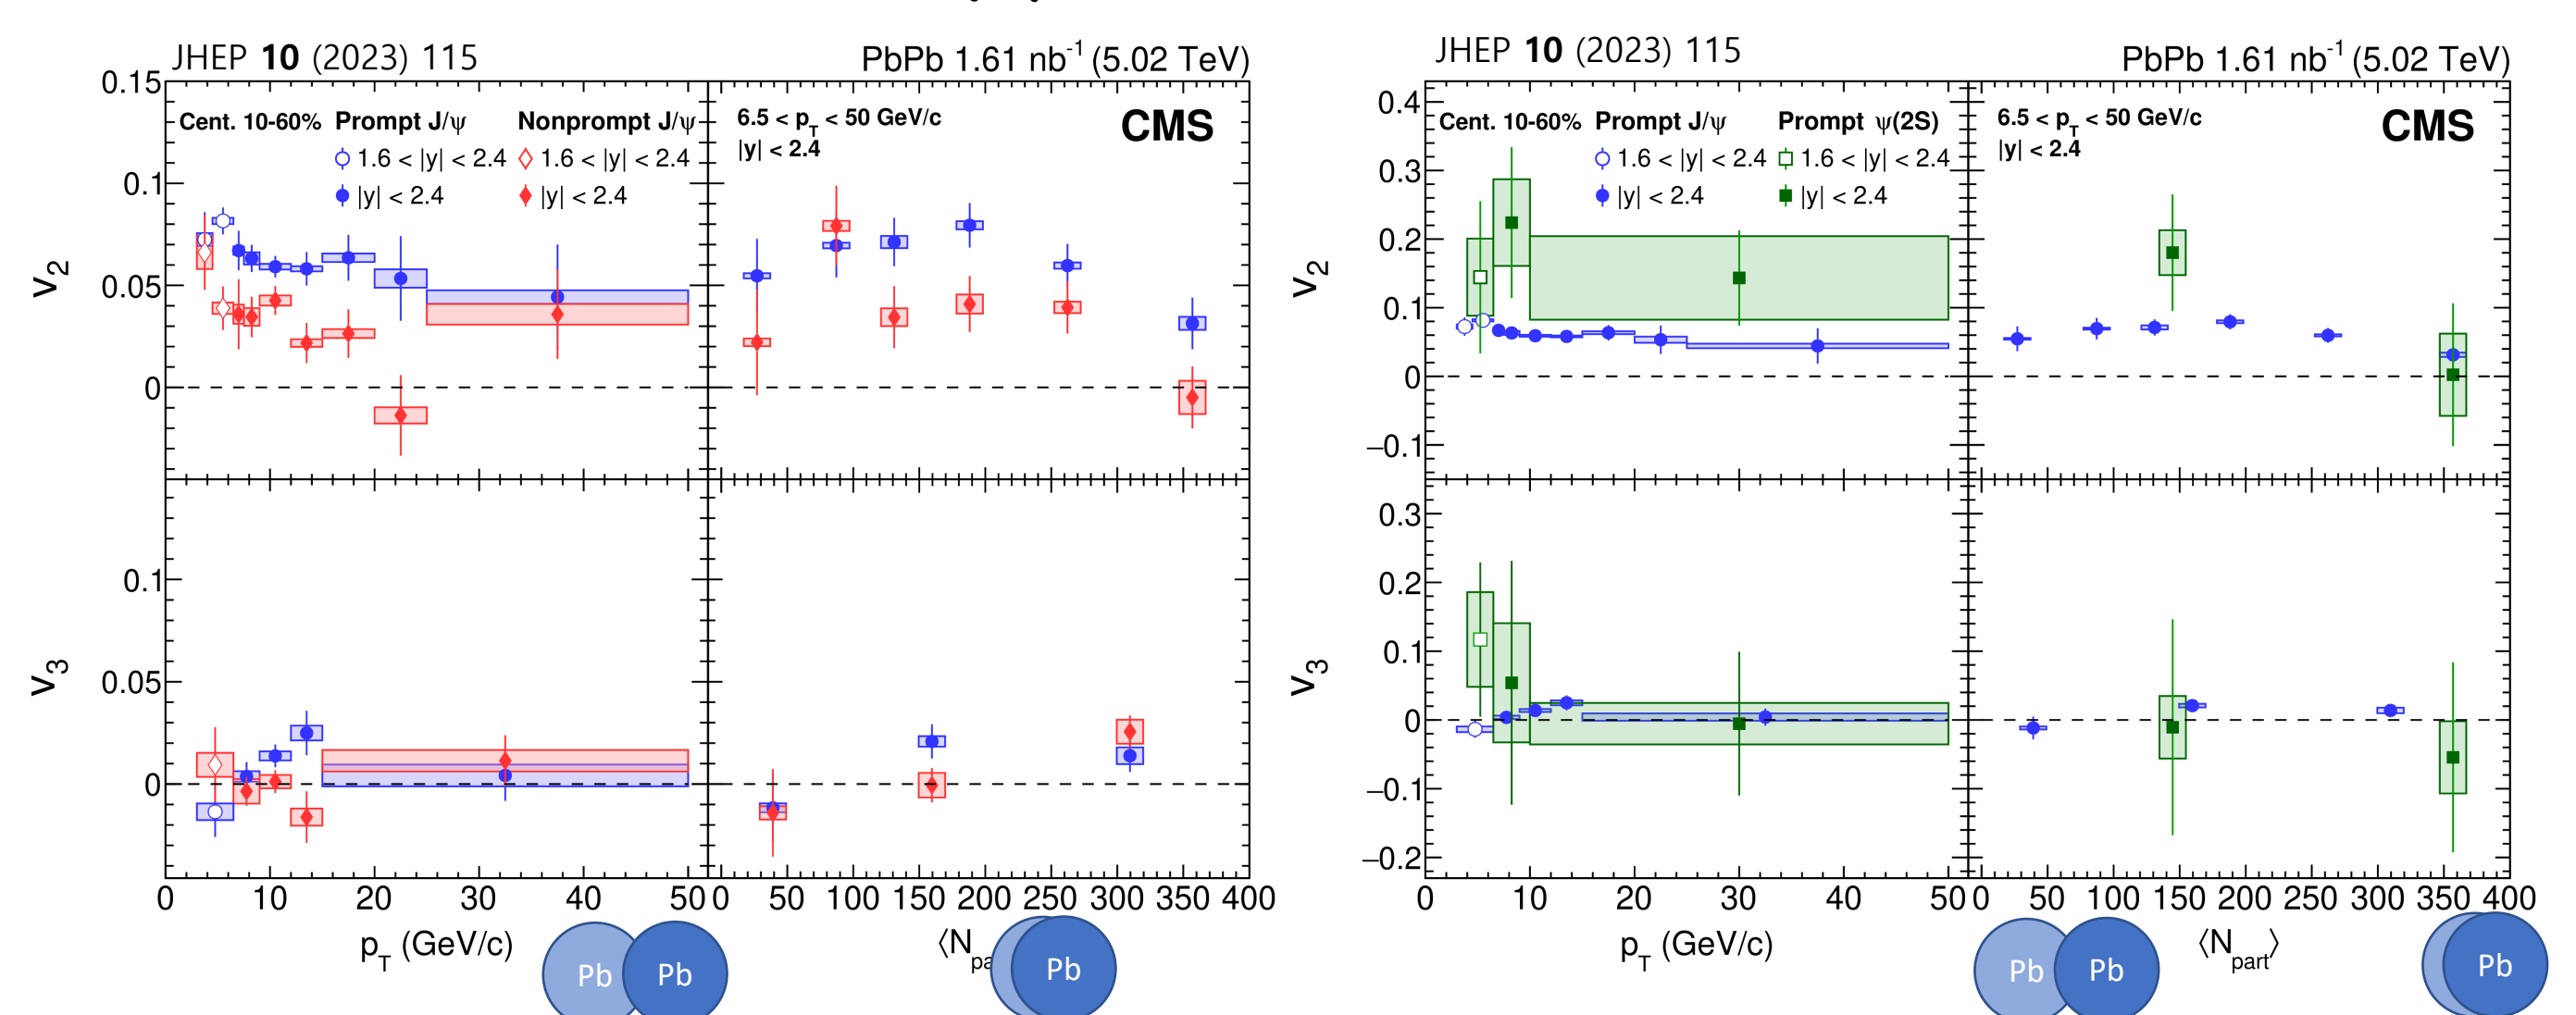 JHEP 10 (2023) 115
PbPb 1.61 nb-1 (5.02 TeV)
0.15
0.1
0.05
0
v2
Cent. 10-60%
Prompt J/ψ
Nonprompt J/ψ
1.6 < |y| < 2.4
1.6 < |y| < 2.4
|y| < 2.4
|y| < 2.4
6.5 < pT < 50 GeV/c
|y| < 2.4
CMS
0.1
0.05
0
v3
0 10 20 30 40 50
0 50 100 150 200 250 300 350 400
pT (GeV/c)
⟨Npa
Pb Pb
Pb
JHEP 10 (2023) 115
PbPb 1.61 nb-1 (5.02 TeV)
0.4
0.3
0.2
0.1
0
−0.1
v2
Cent. 10-60%
Prompt J/ψ
Prompt ψ(2S)
1.6 < |y| < 2.4
1.6 < |y| < 2.4
|y| < 2.4
|y| < 2.4
6.5 < pT < 50 GeV/c
|y| < 2.4
CMS
0.3
0.2
0.1
0
−0.1
−0.2
v3
0 10 20 30 40 50
0 50 100 150 200 250 300 350 400
pT (GeV/c)
⟨Npart⟩
Pb Pb
Pb